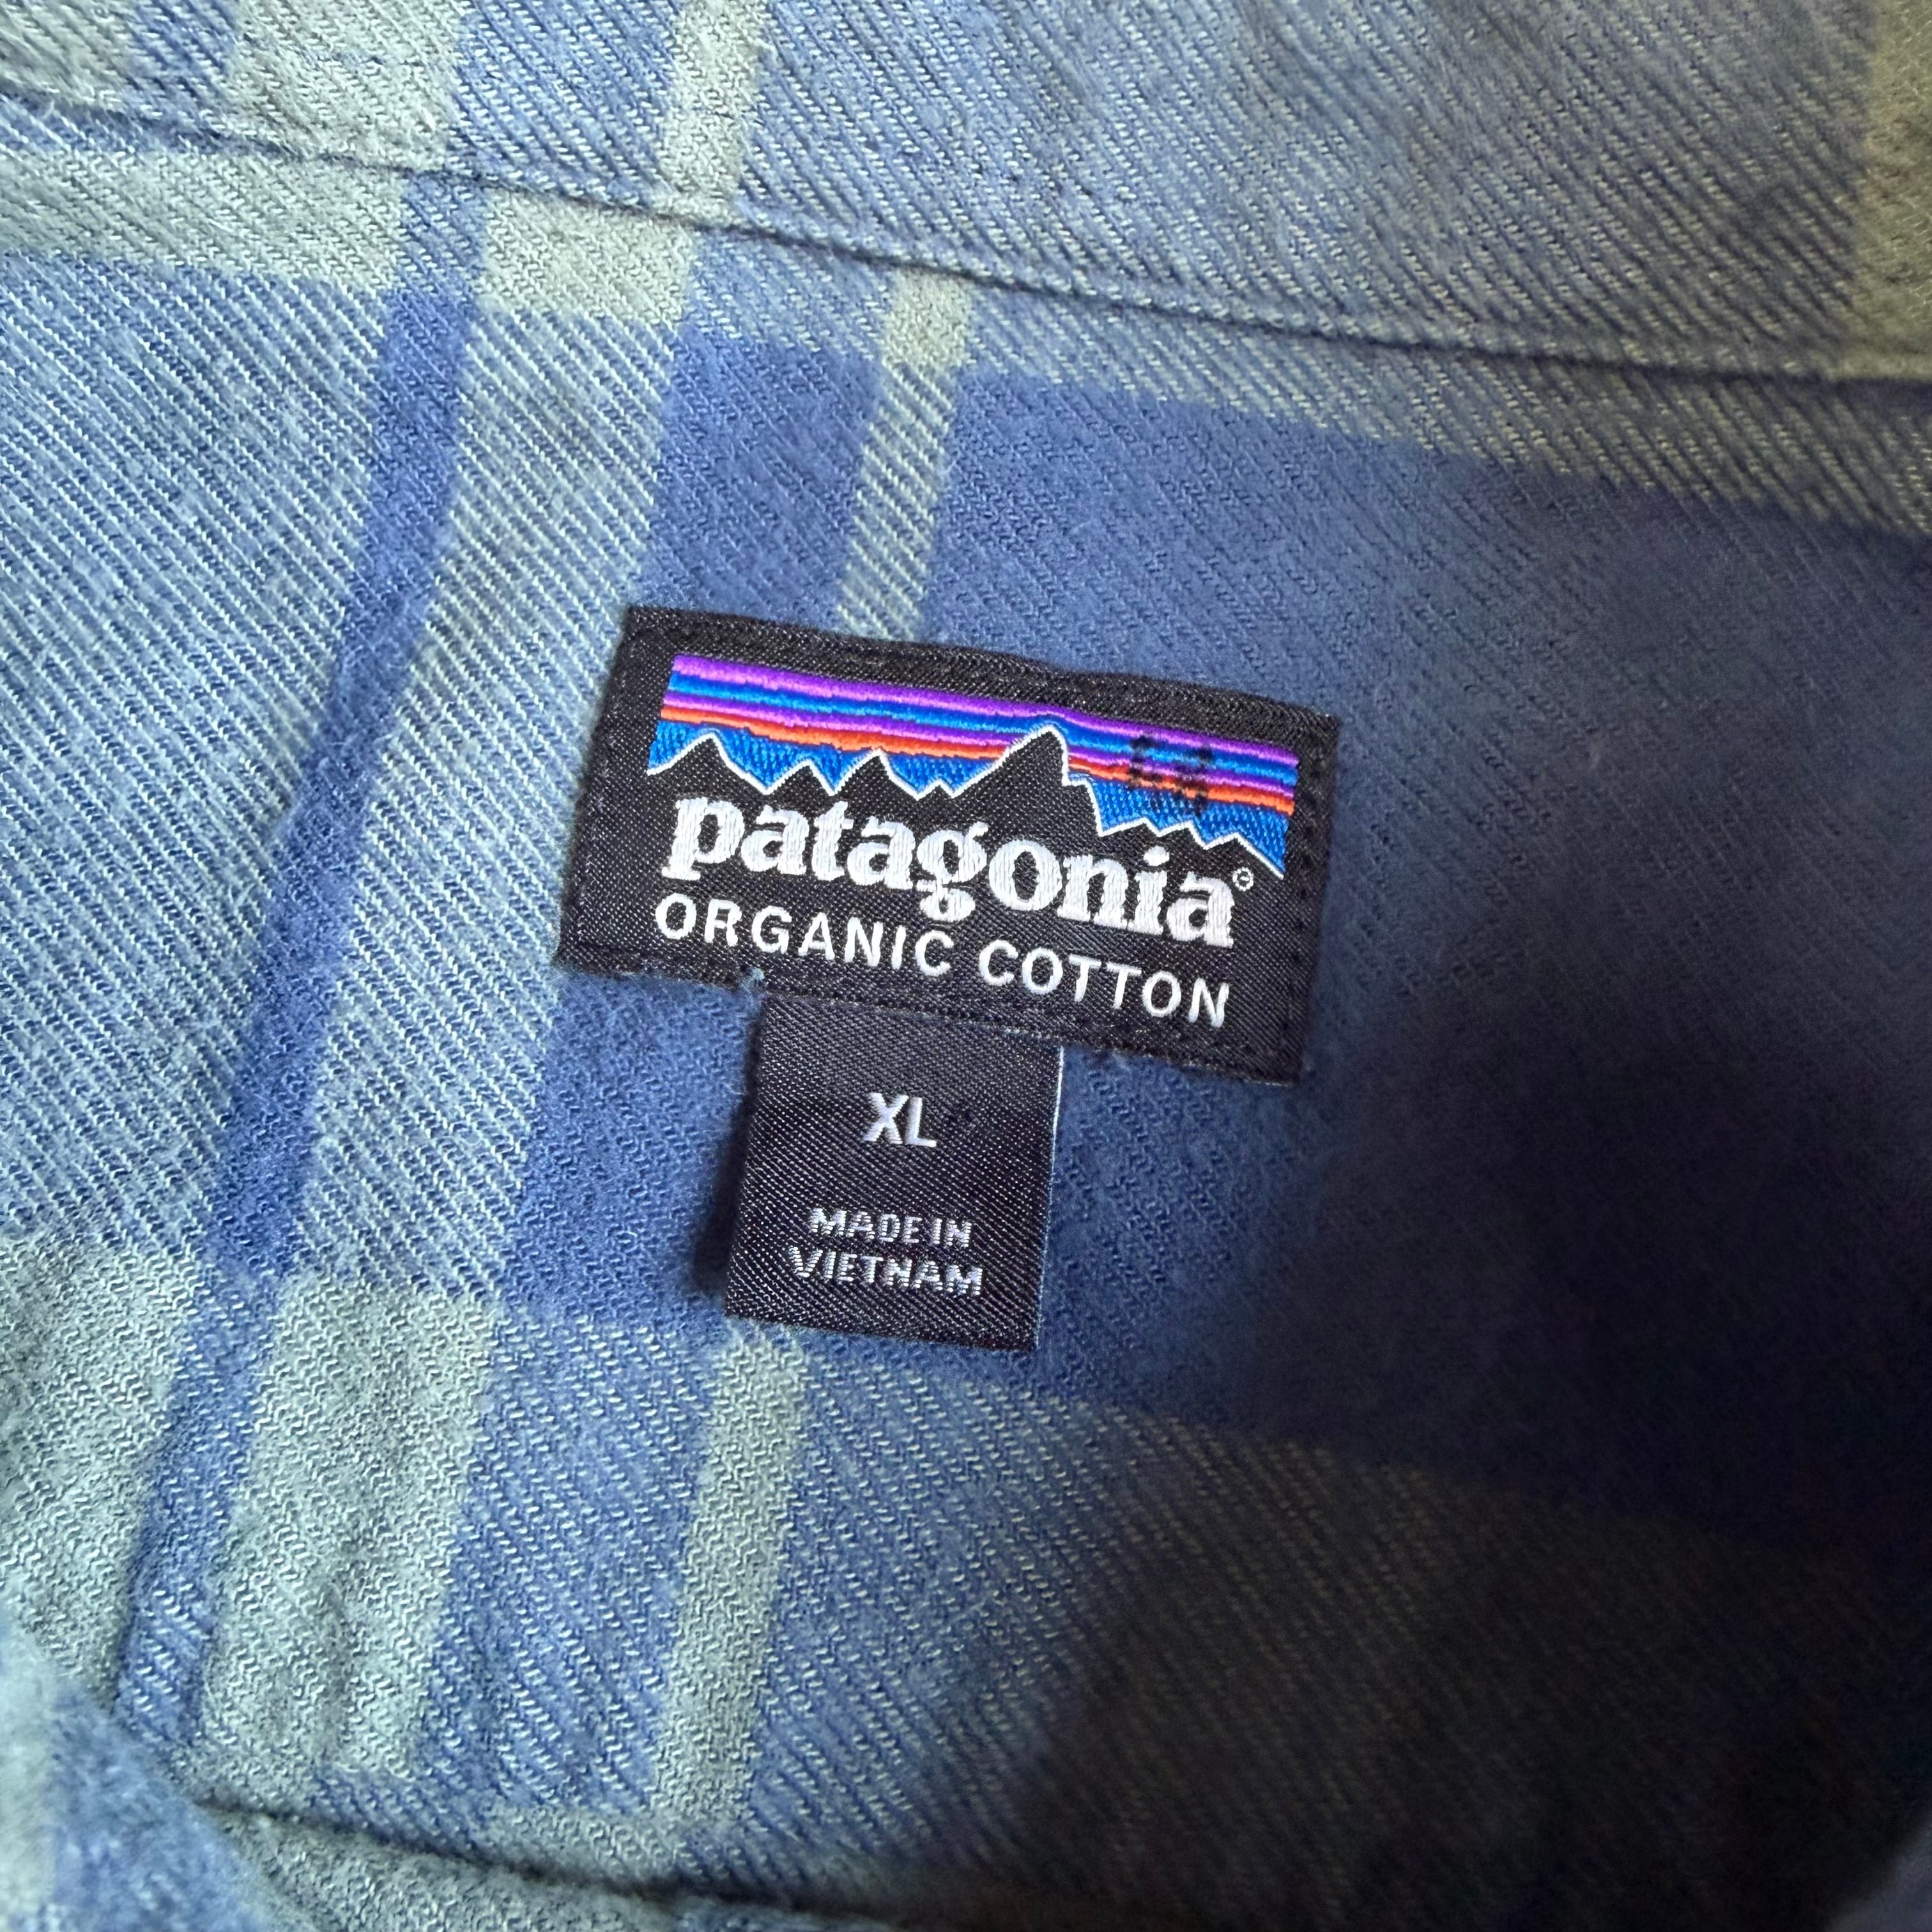 patagonia®
ORGANIC COTTON
XL
MADE IN
VIETNAM